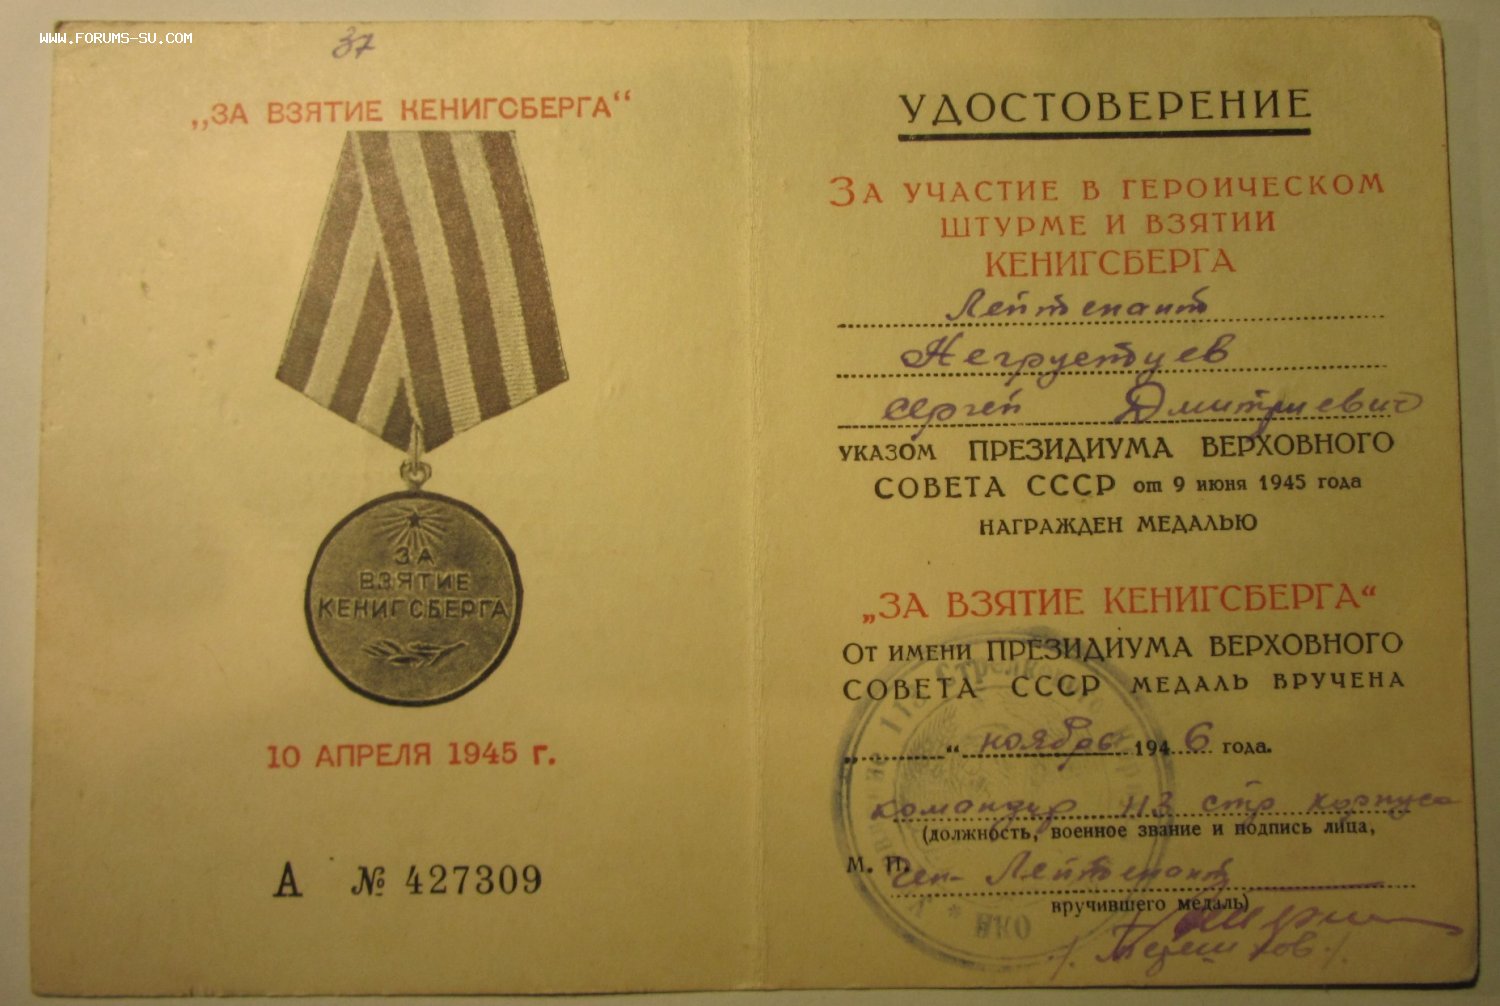 www.forums-su.com
37
„ЗА ВЗЯТИЕ КЕНИГСБЕРГА“
ЗА
ВЗЯТИЕ
КЕНИГСБЕРГА
10 АПРЕЛЯ 1945 г.
А № 427309
УДОСТОВЕРЕНИЕ
ЗА УЧАСТИЕ В ГЕРОИЧЕСКОМ
ШТУРМЕ И ВЗЯТИИ
КЕНИГСБЕРГА
Лейтенант
Негрустуев
Сергей Дмитриевич
УКАЗОМ ПРЕЗИДИУМА ВЕРХОВНОГО
СОВЕТА СССР от 9 июня 1945 года
НАГРАЖДЕН МЕДАЛЬЮ
„ЗА ВЗЯТИЕ КЕНИГСБЕРГА“
ОТ ИМЕНИ ПРЕЗИДИУМА ВЕРХОВНОГО
СОВЕТА СССР МЕДАЛЬ ВРУЧЕНА
„ “ ноябрь 1946 года.
командир 113 стр корпуса
(должность, военное звание и подпись лица,
М. П. Ген- Лейтенант
вручившего медаль)